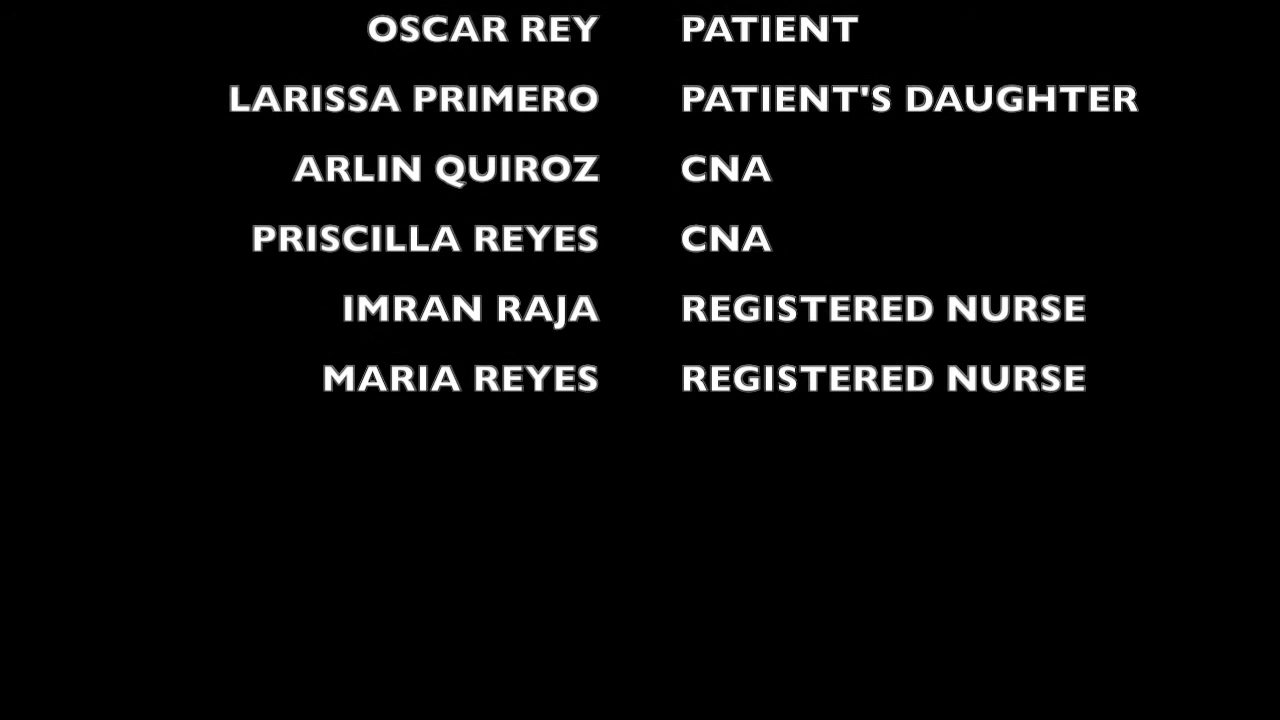 OSCAR REY PATIENT
LARISSA PRIMERO PATIENT'S DAUGHTER
ARLIN QUIROZ CNA
PRISCILLA REYES CNA
IMRAN RAJA REGISTERED NURSE
MARIA REYES REGISTERED NURSE